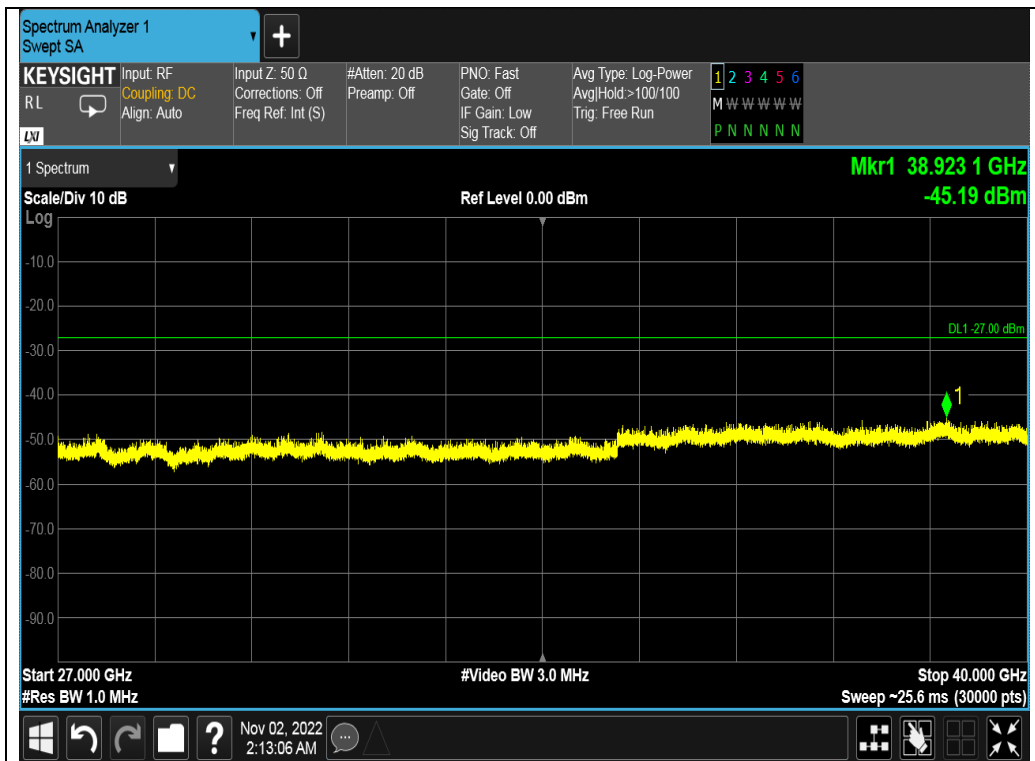 Spectrum Analyzer 1
Swept SA
+
KEYSIGHT
RL
LXI
Input: RF
Coupling: DC
Align: Auto
Input Z: 50 Ω
Corrections: Off
Freq Ref: Int (S)
#Atten: 20 dB
Preamp: Off
PNO: Fast
Gate: Off
IF Gain: Low
Sig Track: Off
Avg Type: Log-Power
Avg|Hold:>100/100
Trig: Free Run
1 2 3 4 5 6
M W W W W W
P N N N N N
1 Spectrum
Mkr1 38.923 1 GHz
-45.19 dBm
Scale/Div 10 dB
Ref Level 0.00 dBm
Log
-10.0
-20.0
DL1 -27.00 dBm
-30.0
-40.0
1
-50.0
-60.0
-70.0
-80.0
-90.0
Start 27.000 GHz
#Video BW 3.0 MHz
Stop 40.000 GHz
#Res BW 1.0 MHz
Sweep ~25.6 ms (30000 pts)
?
Nov 02, 2022
2:13:06 AM